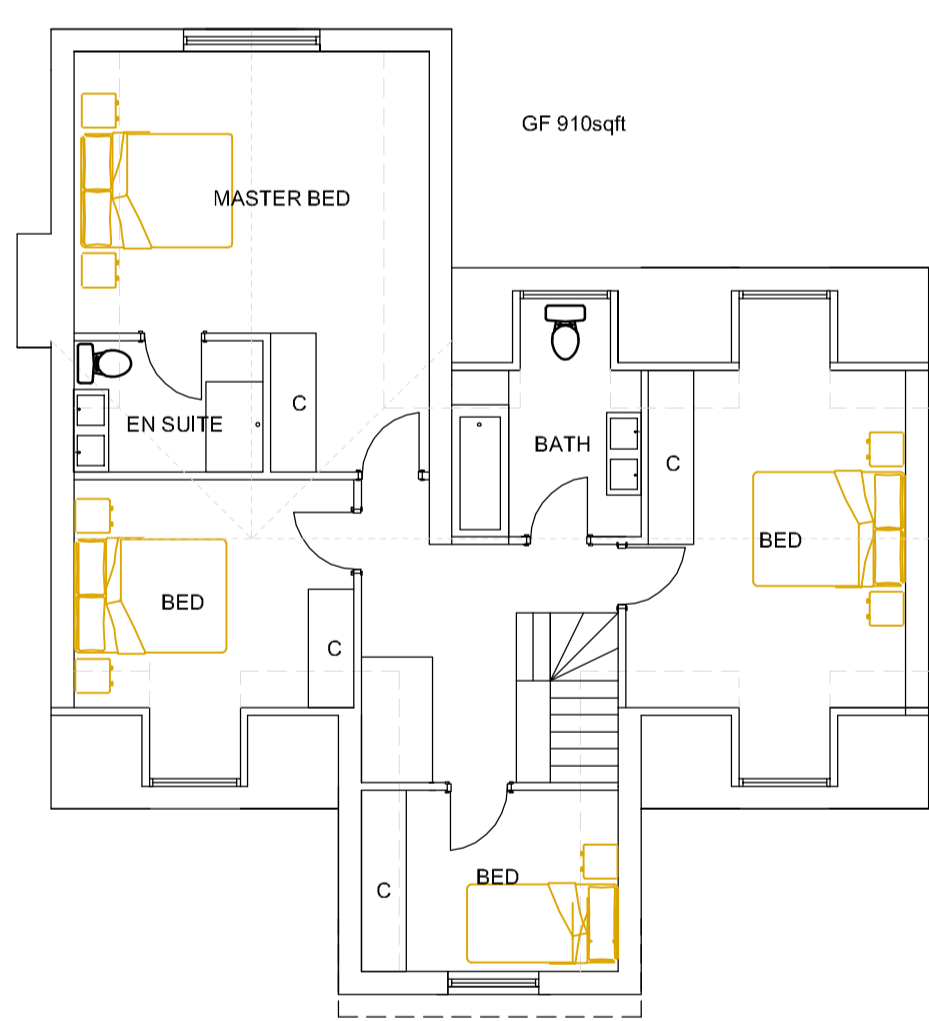 GF 910sqft
MASTER BED
C
EN SUITE
BATH
C
BED
BED
C
BED
C